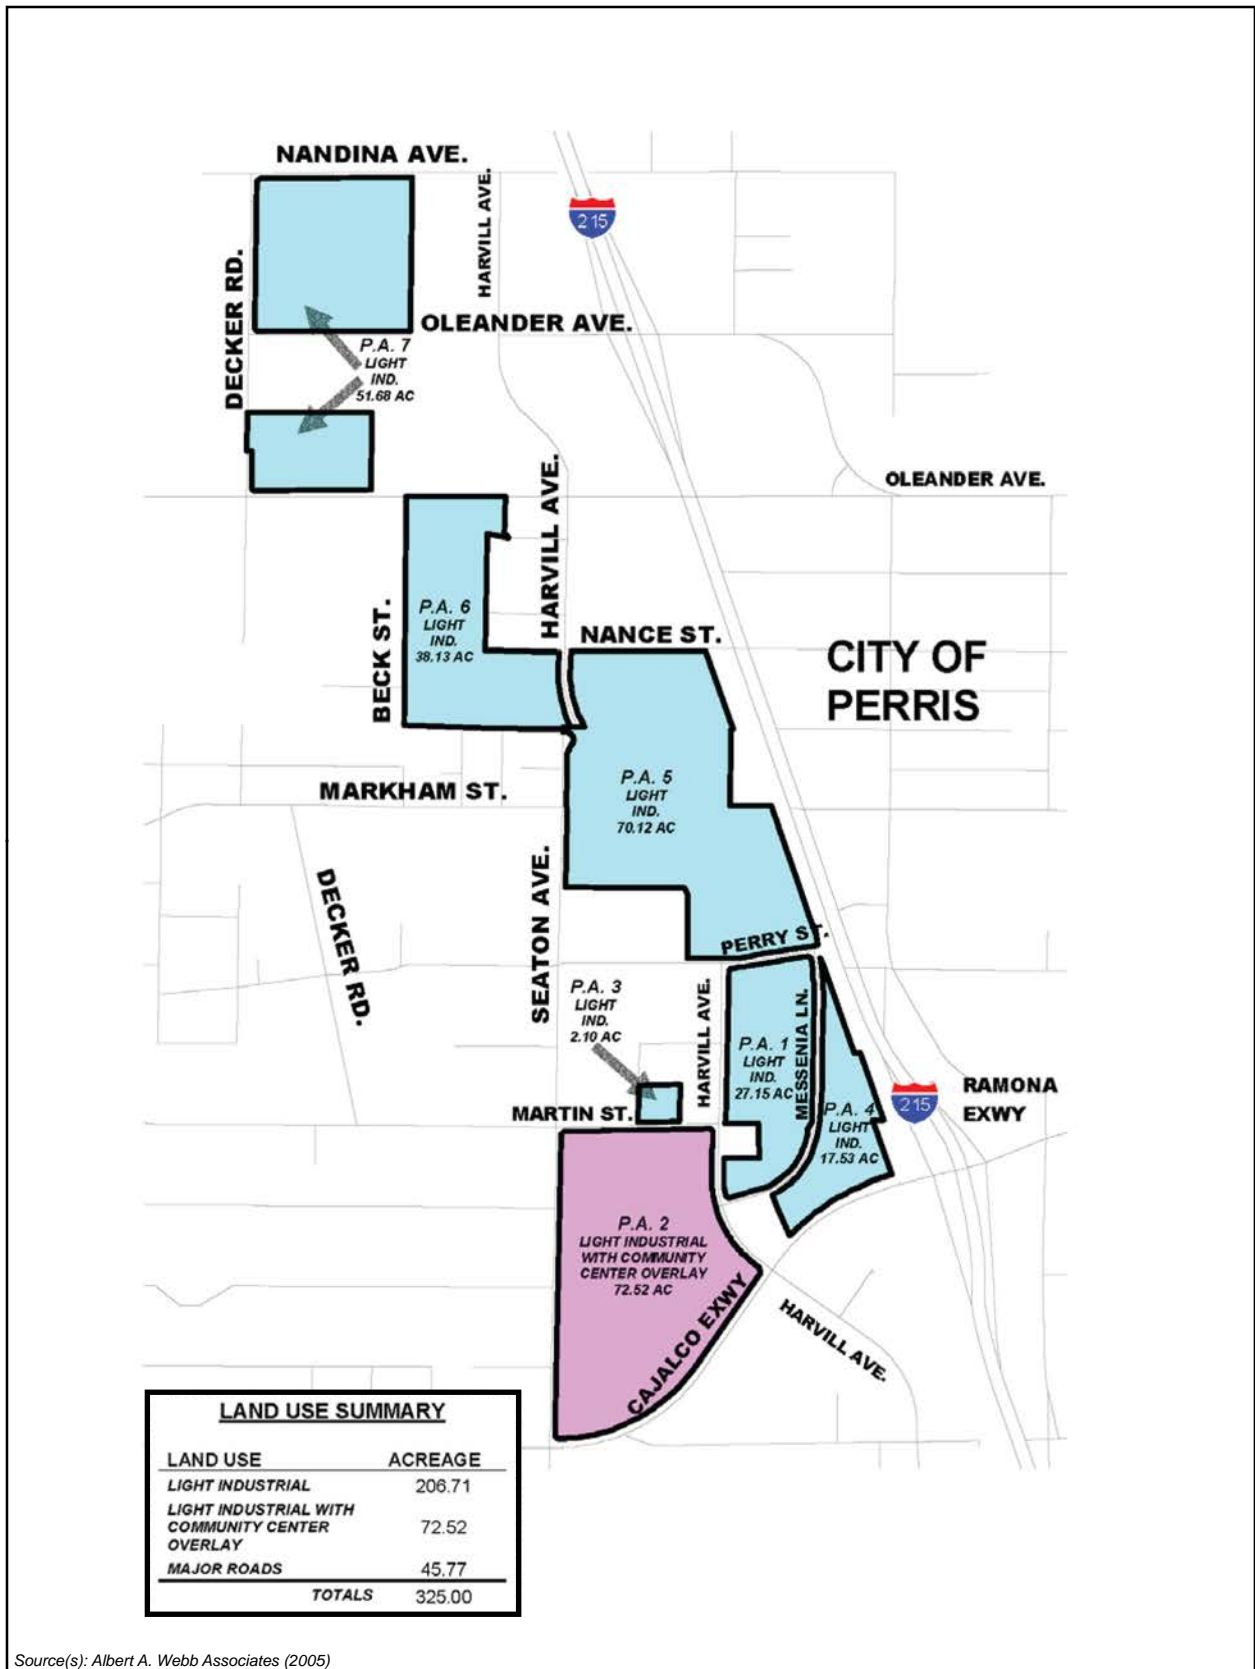 NANDINA AVE.
HARVILL AVE.
215
DECKER RD.
OLEANDER AVE.
P.A. 7
LIGHT
IND.
51.68 AC
HARVILL AVE.
OLEANDER AVE.
BECK ST.
P.A. 6
LIGHT
IND.
38.13 AC
NANCE ST.
CITY OF
PERRIS
MARKHAM ST.
P.A. 5
LIGHT
IND.
70.12 AC
DECKER RD.
SEATON AVE.
PERRY ST.
P.A. 3
LIGHT
IND.
2.10 AC
HARVILL AVE.
P.A. 1
LIGHT
IND.
27.15 AC
MESSENIA LN.
P.A. 4
LIGHT
IND.
17.53 AC
215
RAMONA
EXWY
MARTIN ST.
P.A. 2
LIGHT INDUSTRIAL
WITH COMMUNITY
CENTER OVERLAY
72.52 AC
CAJALCO EXWY
HARVILL AVE.
LAND USE SUMMARY
LAND USE ACREAGE
LIGHT INDUSTRIAL 206.71
LIGHT INDUSTRIAL WITH
COMMUNITY CENTER 72.52
OVERLAY
MAJOR ROADS 45.77
TOTALS 325.00
Source(s): Albert A. Webb Associates (2005)